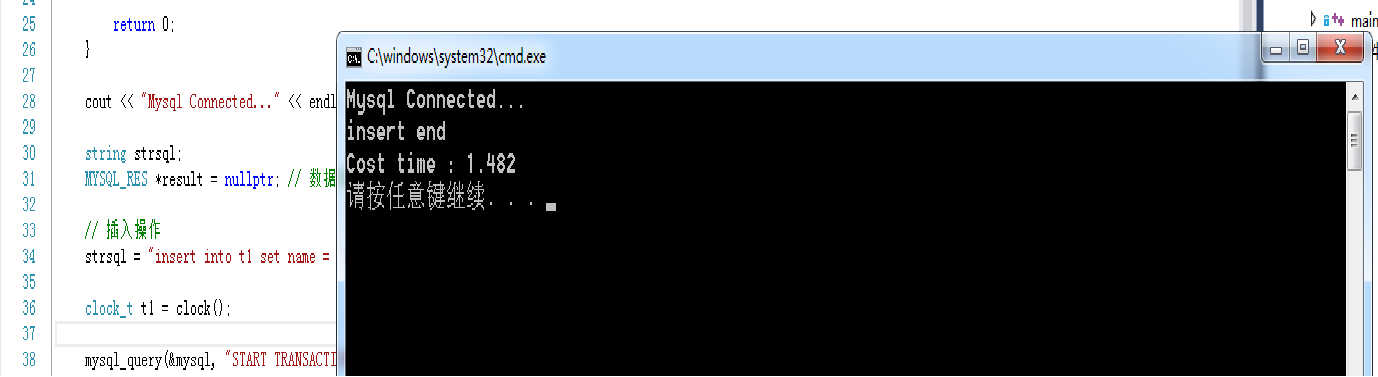 25 return 0;
26 }
27
28 cout << "Mysql Connected..." << endl
29
30 string strsql;
31 MYSQL_RES *result = nullptr; // 数据
32
33 // 插入操作
34 strsql = "insert into t1 set name =
35
36 clock_t t1 = clock();
37
38 mysql_query(&mysql, "START TRANSACTI
C:\windows\system32\cmd.exe
Mysql Connected...
insert end
Cost time : 1.482
请按任意键继续. . .
main